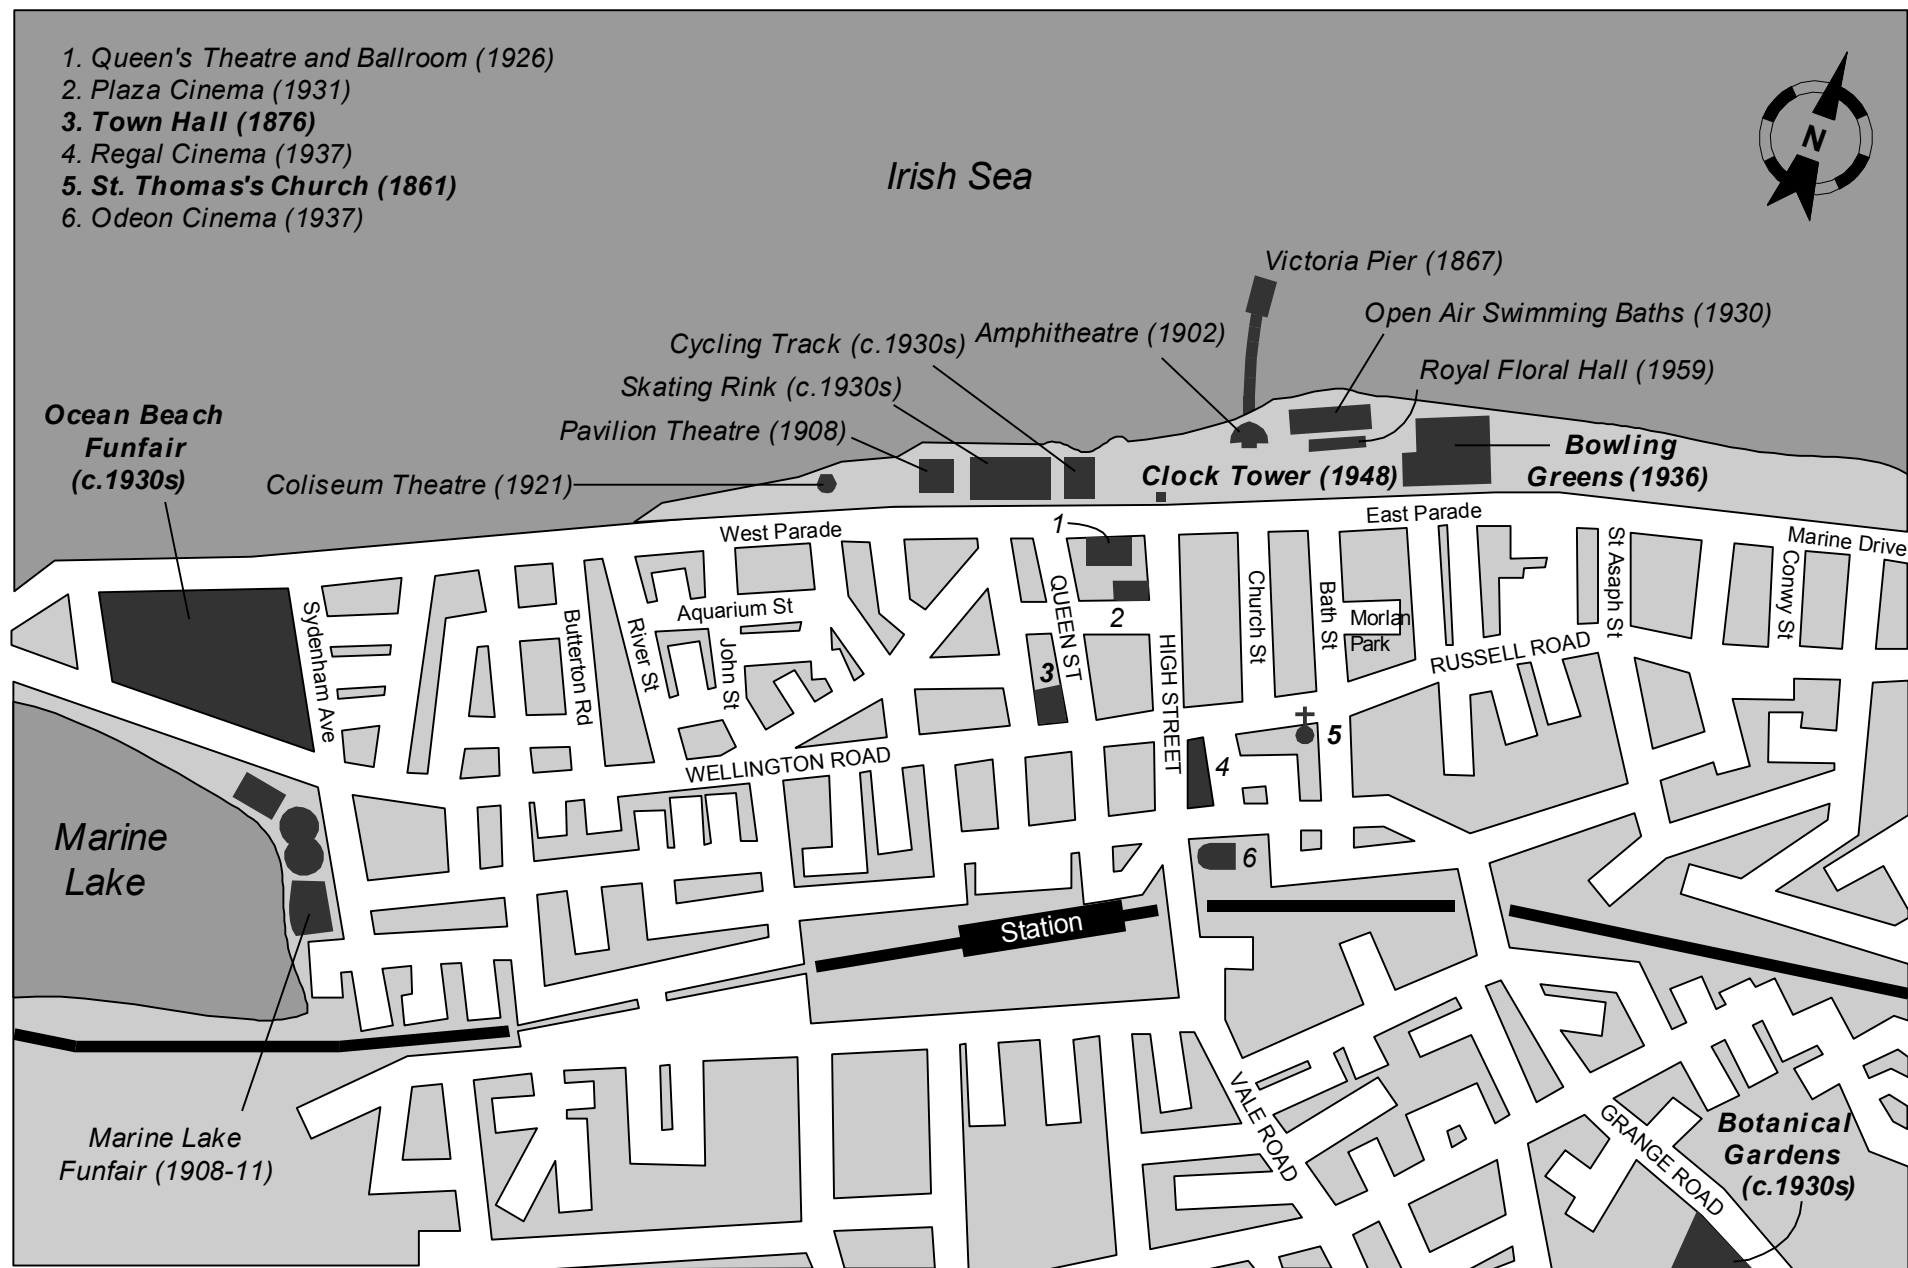 1. Queen's Theatre and Ballroom (1926)
2. Plaza Cinema (1931)
3. Town Hall (1876)
4. Regal Cinema (1937)
5. St. Thomas's Church (1861)
6. Odeon Cinema (1937)
N
Irish Sea
Victoria Pier (1867)
Open Air Swimming Baths (1930)
Amphitheatre (1902)
Cycling Track (c.1930s)
Royal Floral Hall (1959)
Skating Rink (c.1930s)
Pavilion Theatre (1908)
Ocean Beach
Funfair
(c.1930s)
Coliseum Theatre (1921)
Clock Tower (1948)
Bowling
Greens (1936)
West Parade
East Parade
Marine Drive
1
2
3
4
5
6
Sydenham Ave
Butterton Rd
River St
Aquarium St
John St
QUEEN ST
HIGH STREET
Church St
Bath St
Morlan
Park
RUSSELL ROAD
St Asaph St
Conwy St
WELLINGTON ROAD
Marine
Lake
Station
Marine Lake
Funfair (1908-11)
VALE ROAD
GRANGE ROAD
Botanical
Gardens
(c.1930s)